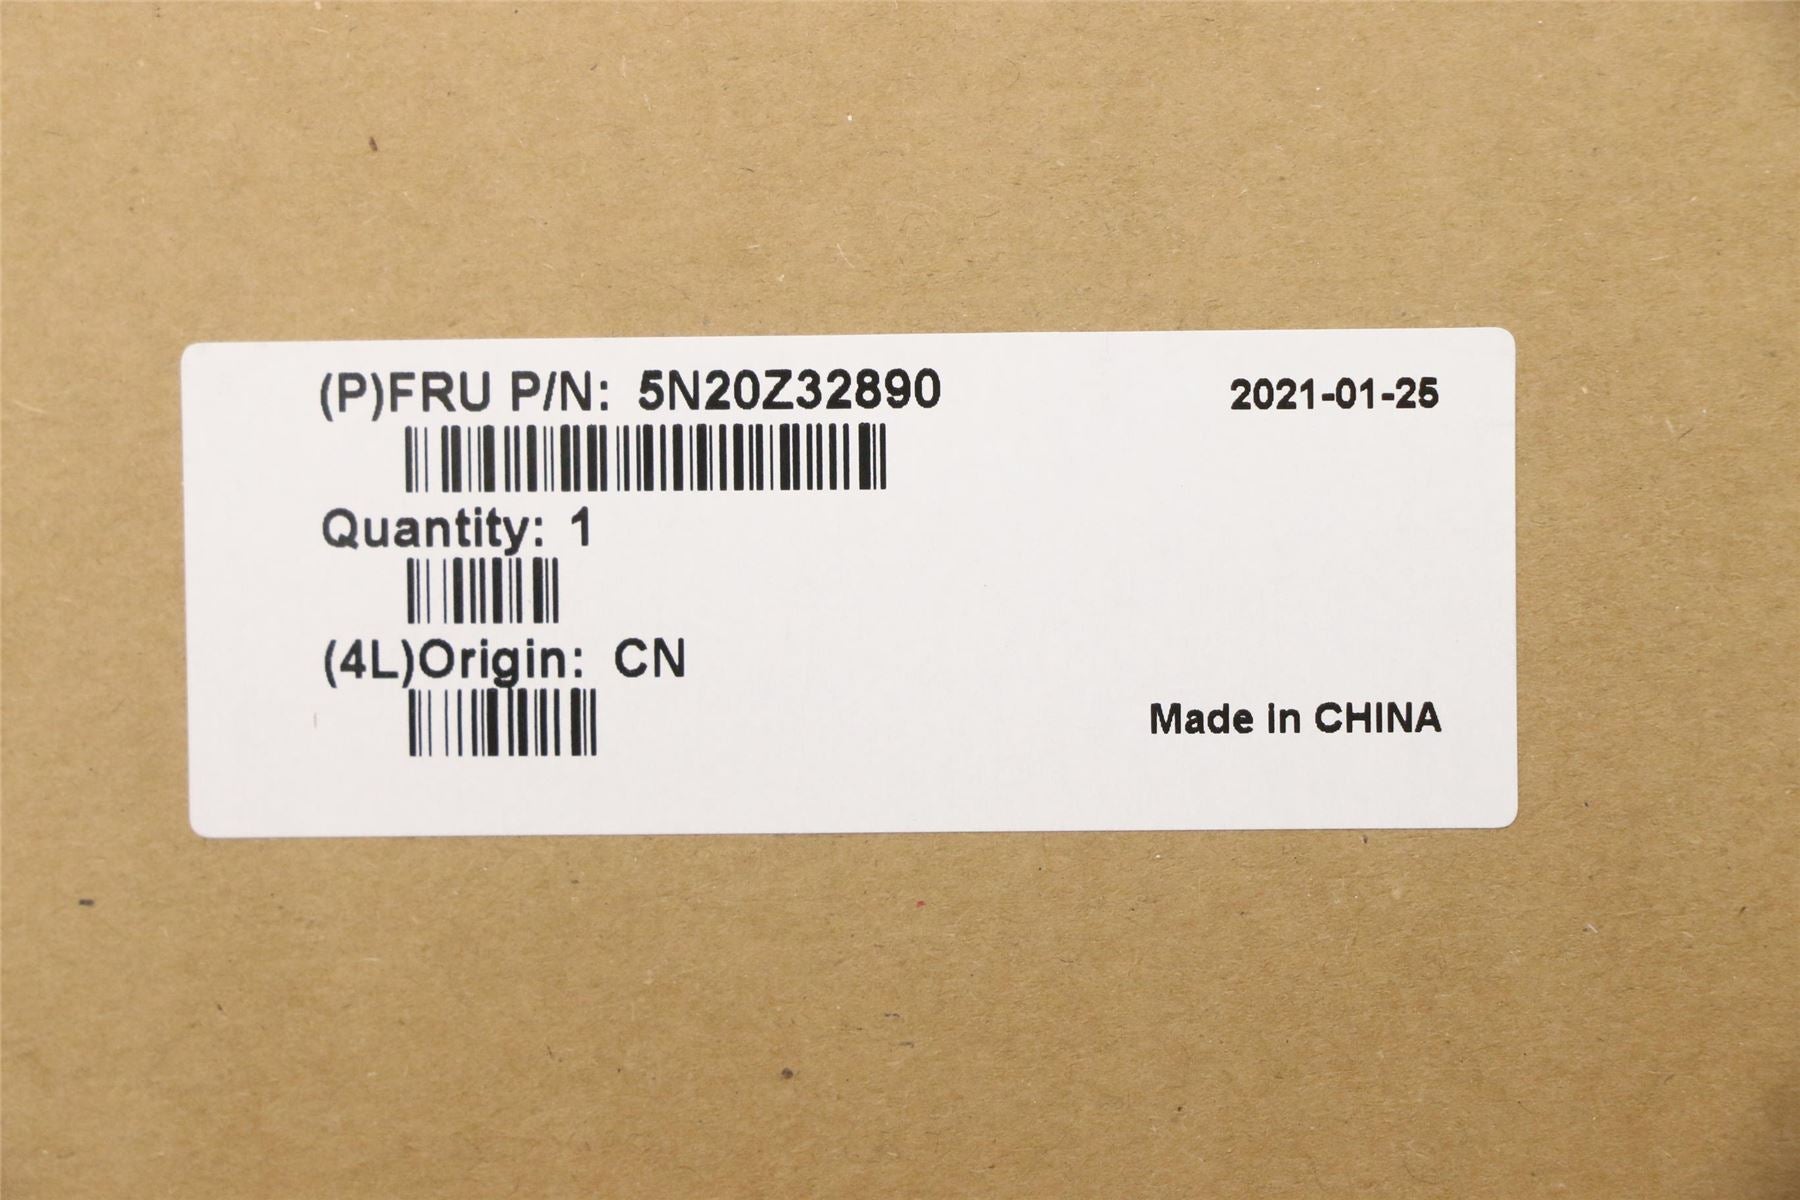 (P)FRU P/N: 5N20Z32890
2021-01-25
Quantity: 1
(4L)Origin: CN
Made in CHINA